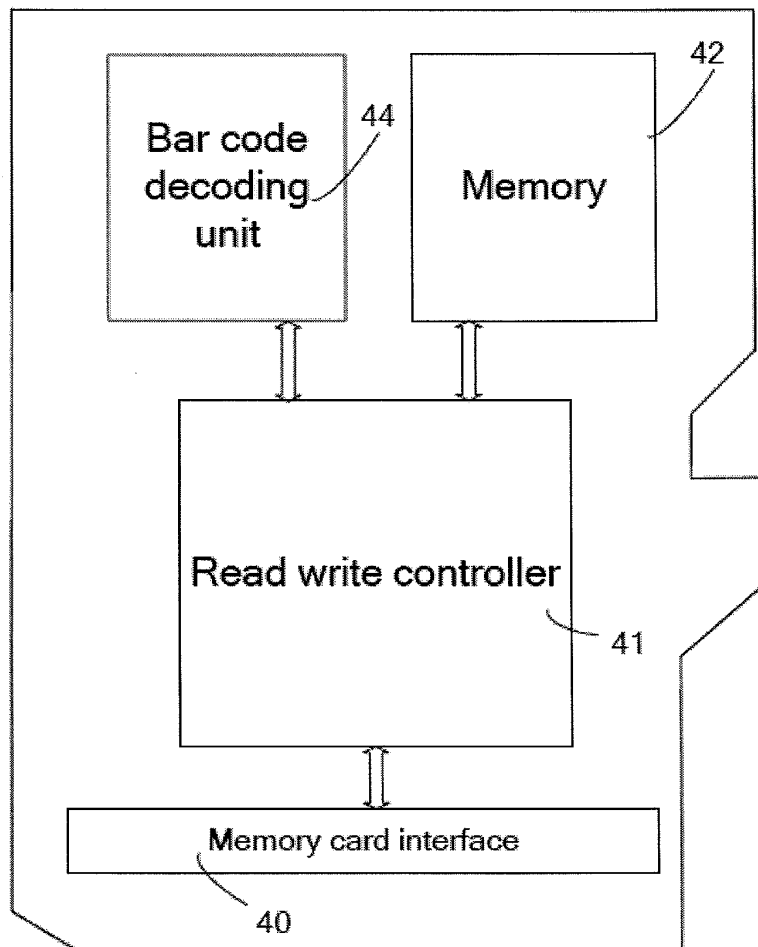 42
44
Bar code
decoding
unit
Memory
Read write controller
41
Memory card interface
40